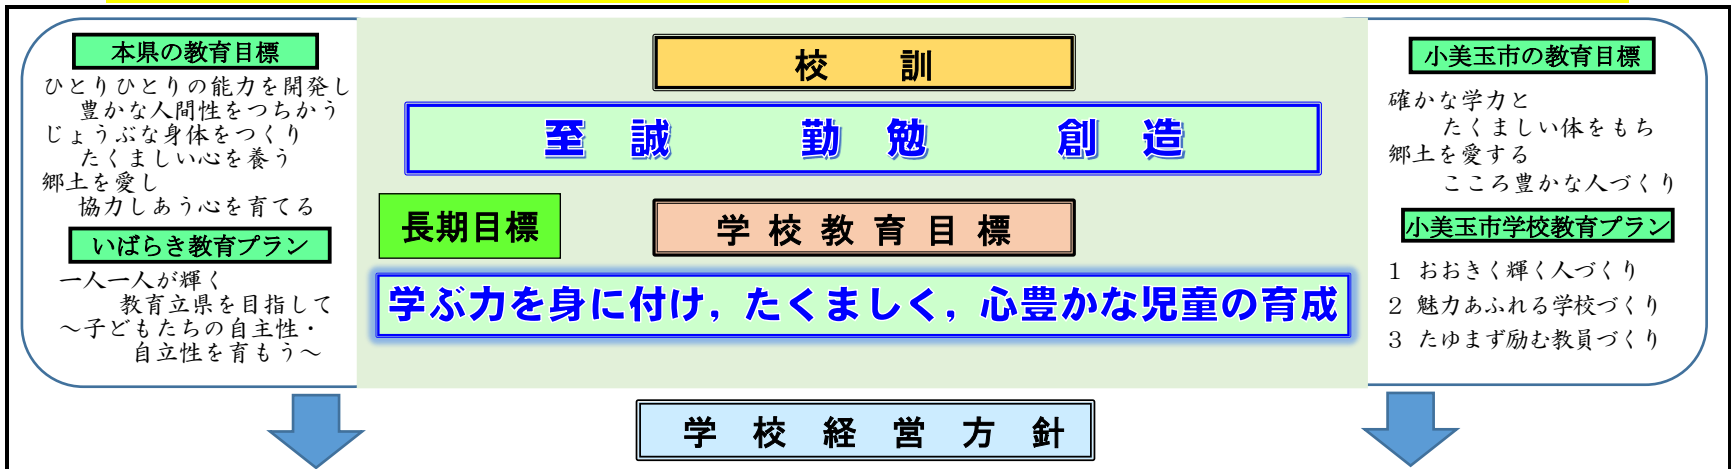 本県の教育目標
ひとりひとりの能力を開発し
豊かな人間性をつちかう
じょうぶな身体をつくり
たくましい心を養う
郷土を愛し
協力しあう心を育てる
いばらき教育プラン
一人一人が輝く
教育立県を目指して
~子どもたちの自主性・
自立性を育もう~
校 訓
至 誠 勤 勉 創 造
長期目標
学 校 教 育 目 標
学ぶ力を身に付け,たくましく,心豊かな児童の育成
小美玉市の教育目標
確かな学力と
たくましい体をもち
郷土を愛する
こころ豊かな人づくり
小美玉市学校教育プラン
1 おおきく輝く人づくり
2 魅力あふれる学校づくり
3 たゆまず励む教員づくり
学 校 経 営 方 針